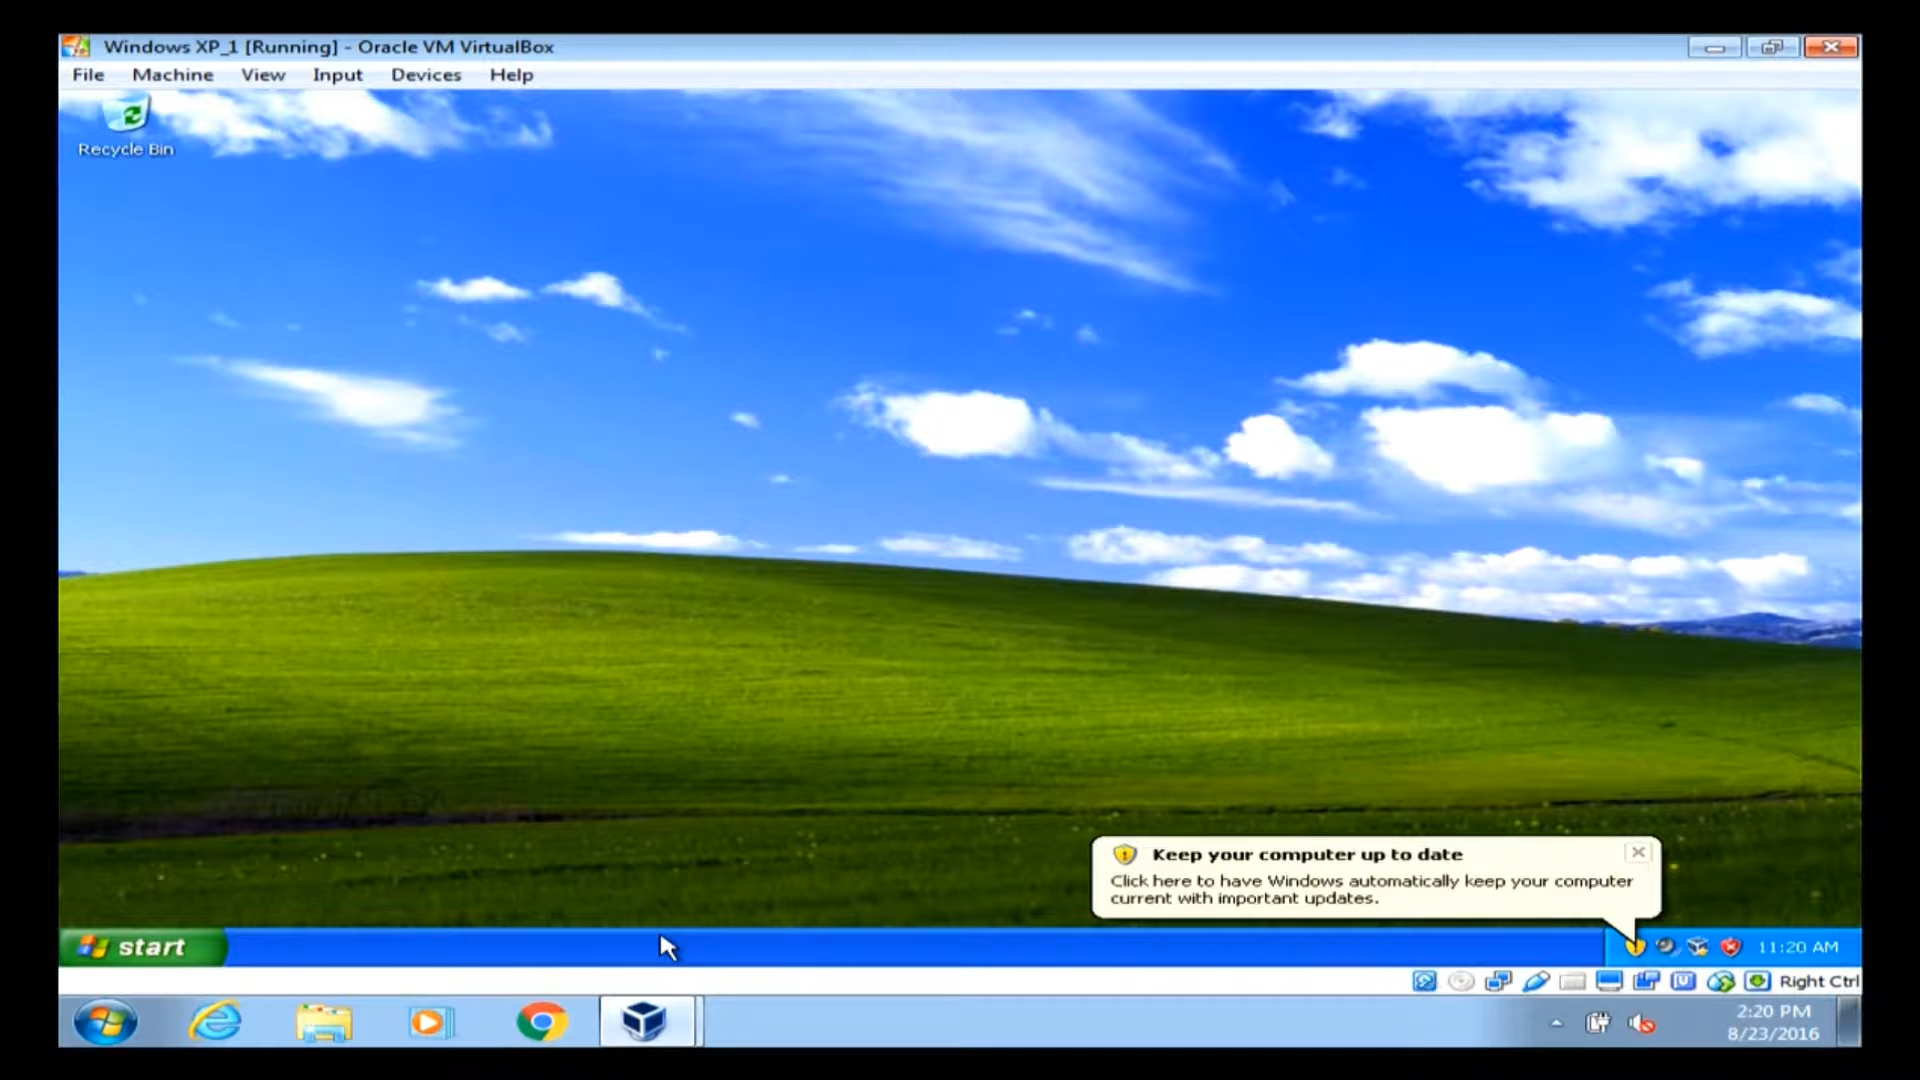 Windows XP_1 [Running] - Oracle VM VirtualBox
File Machine View Input Devices Help
Recycle Bin
Keep your computer up to date
Click here to have Windows automatically keep your computer
current with important updates.
start
11:20 AM
Right Ctrl
2:20 PM
8/23/2016